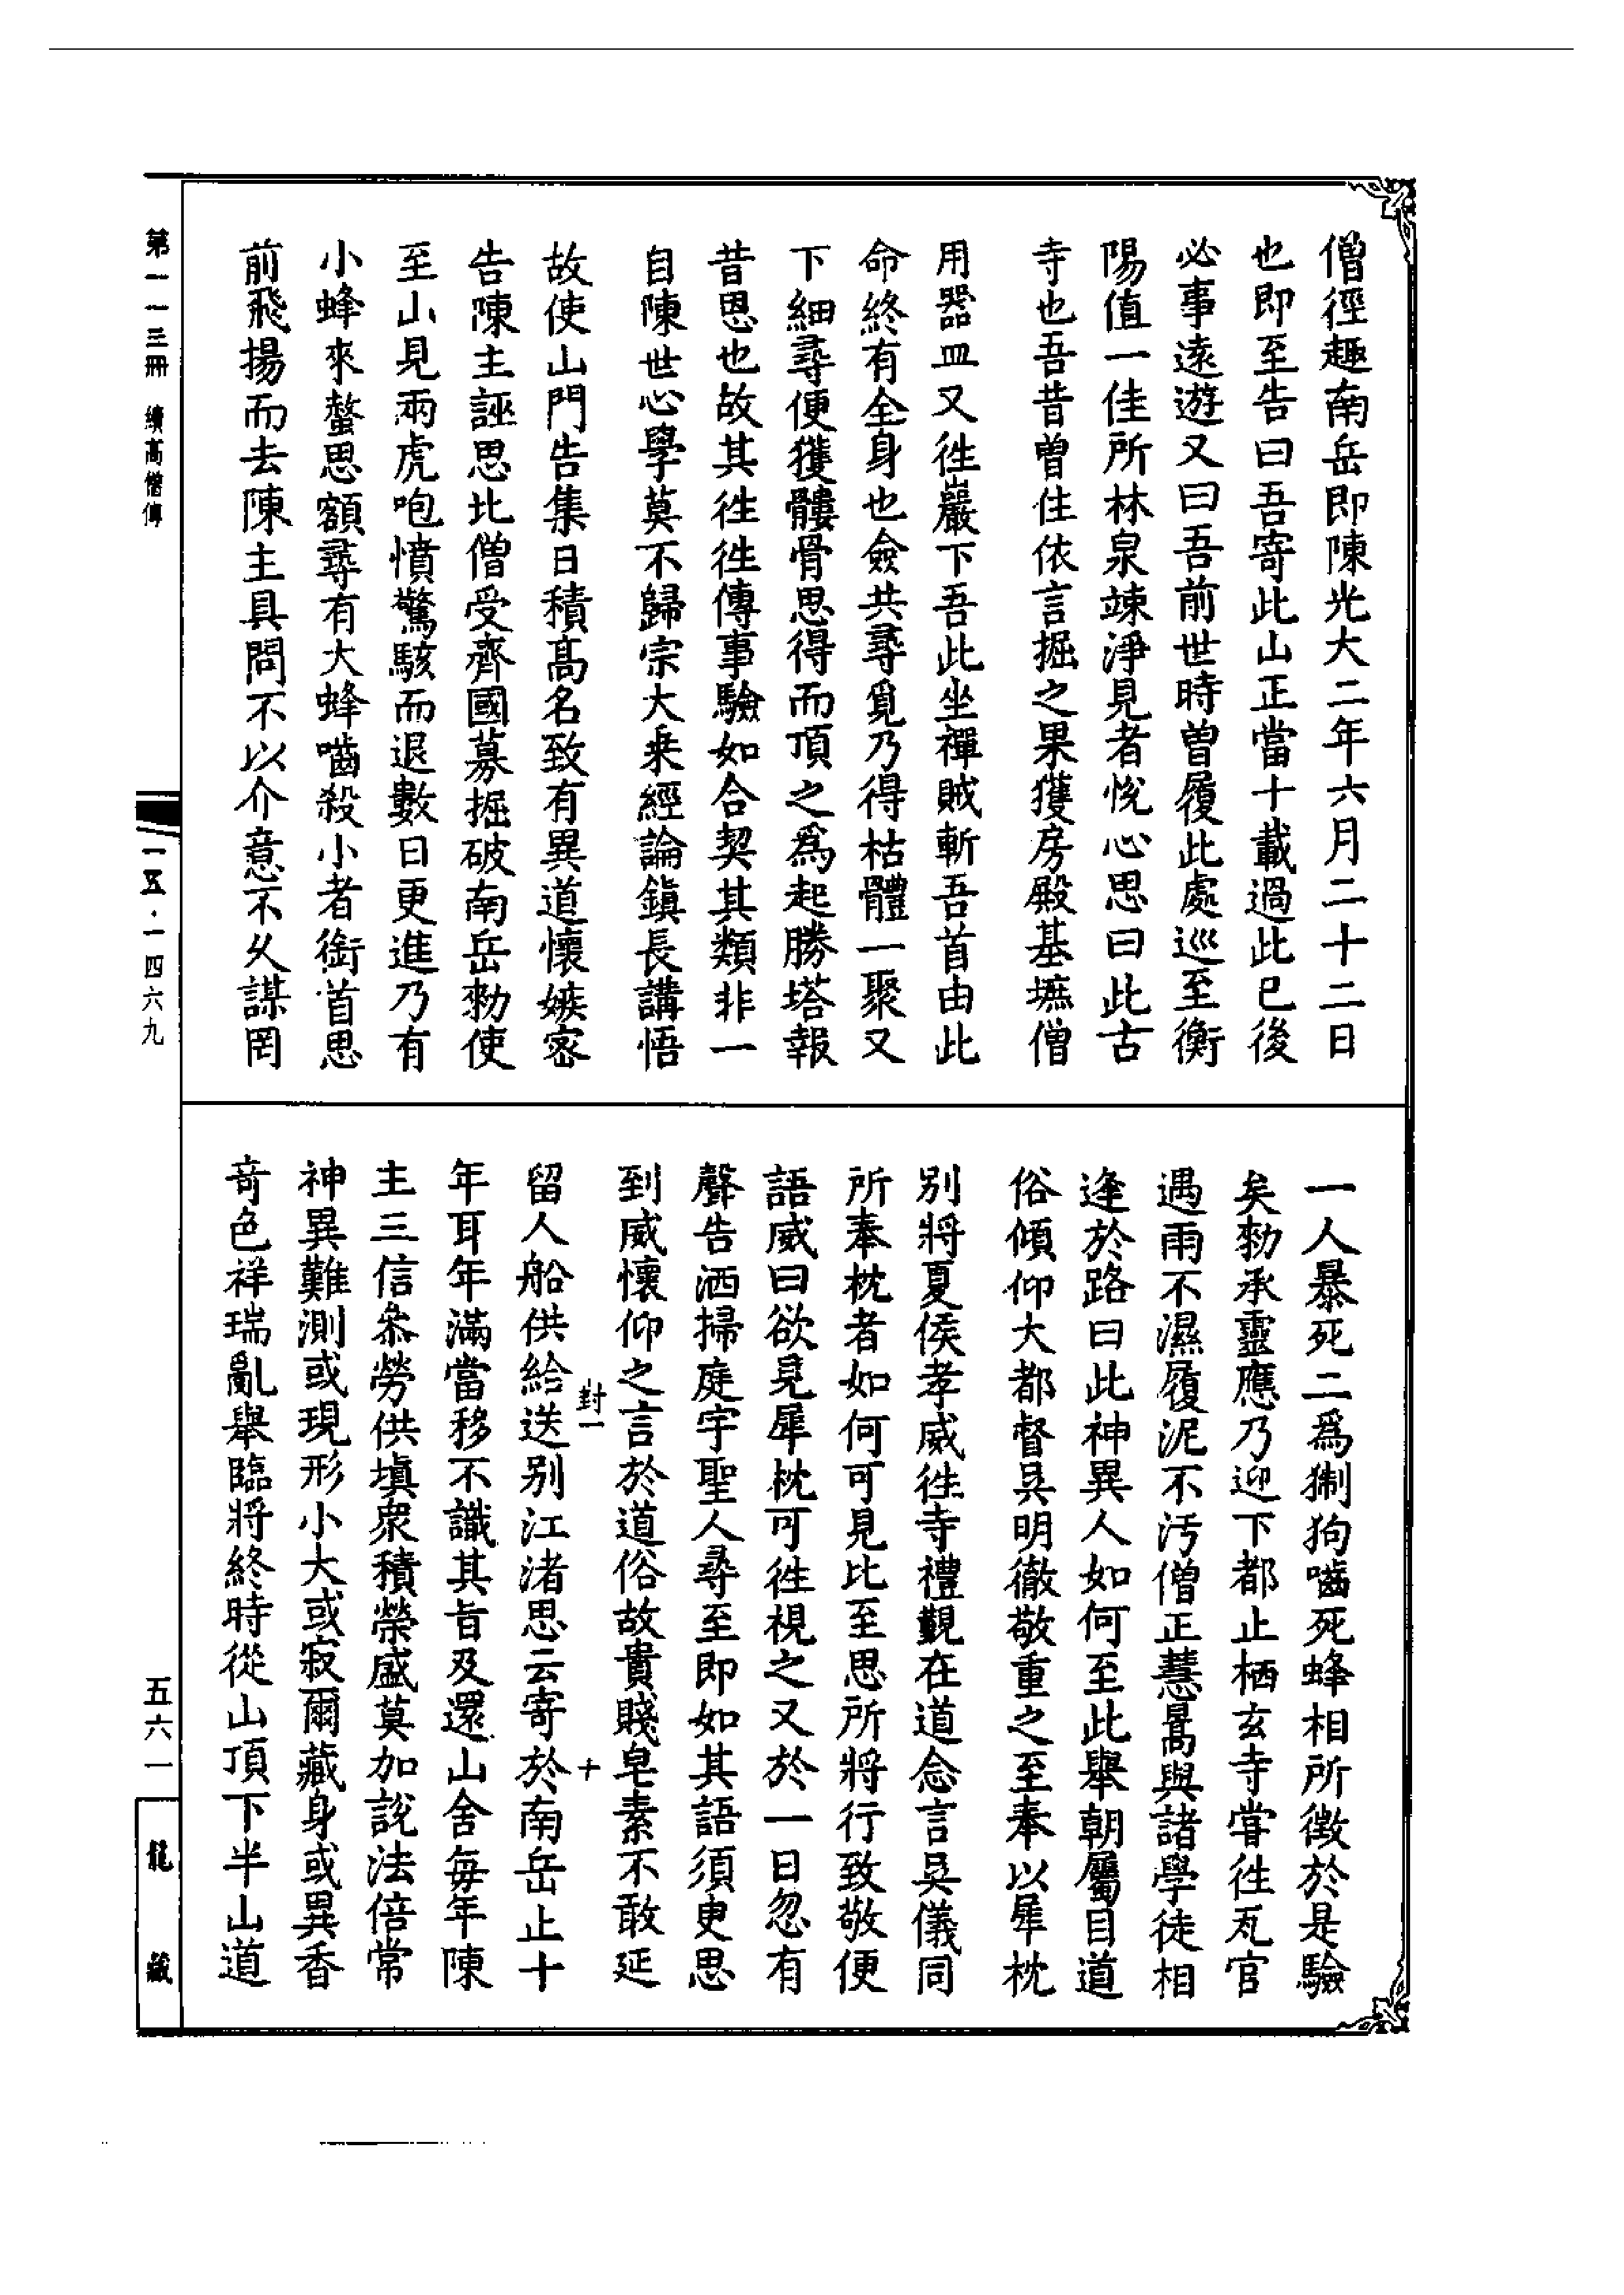 僧徑趣南岳即陳光大二年六月二十二日
也即至告曰吾寄此山正當十載過此已後
必事遠遊又曰吾前世時曽履此處巡至衡
陽值一佳所林泉竦淨見者悅心思曰此古
寺也吾昔曽住依言掘之果獲房殿基墌僧
用器皿又徃巖下吾此坐禪賊斬吾首由此
命終有全身也僉共尋覓乃得枯體一聚又
下細尋便獲髏骨思得而頂之爲起勝塔報
昔恩也故其徃徃傳事驗如合契其類非一
自陳世心學莫不歸宗大乗經論鎮長講悟
故使山門告集日積髙名致有異道懷嫉宻
告陳主誣思北僧受齊國募掘破南岳勑使
至山見兩虎咆憤驚駭而退數日更進乃有
小蜂來螫思額尋有大蜂嚙殺小者銜首思
前飛揚而去陳主具問不以介意不乆謀罔
一人暴死二爲猘狗嚙死蜂相所徵於是驗
矣勑承靈應乃迎下都止栖玄寺甞徃瓦官
遇雨不濕履泥不汚僧正慧暠與諸學徒相
逢於路曰此神異人如何至此舉朝屬目道
俗傾仰大都督吳明徹敬重之至奉以犀枕
别將夏侯孝威徃寺禮覲在道念言吳儀同
所奉枕者如何可見比至思所將行致敬便
語威曰欲見犀枕可徃視之又於一日忽有
聲告洒掃庭宇聖人尋至即如其語須臾思
到威懷仰之言於道俗故貴賤皂素不敢延
封一
十
留人船供給送别江渚思云寄於南岳止十
年耳年滿當移不識其旨及還山舍每年陳
主三信叅勞供填衆積榮盛莫加說法倍常
神異難測或現形小大或寂爾藏身或異香
竒色祥瑞亂舉臨將終時從山頂下半山道
第一一三冊 續高僧傳
一五·一四六九
五六一
龍藏